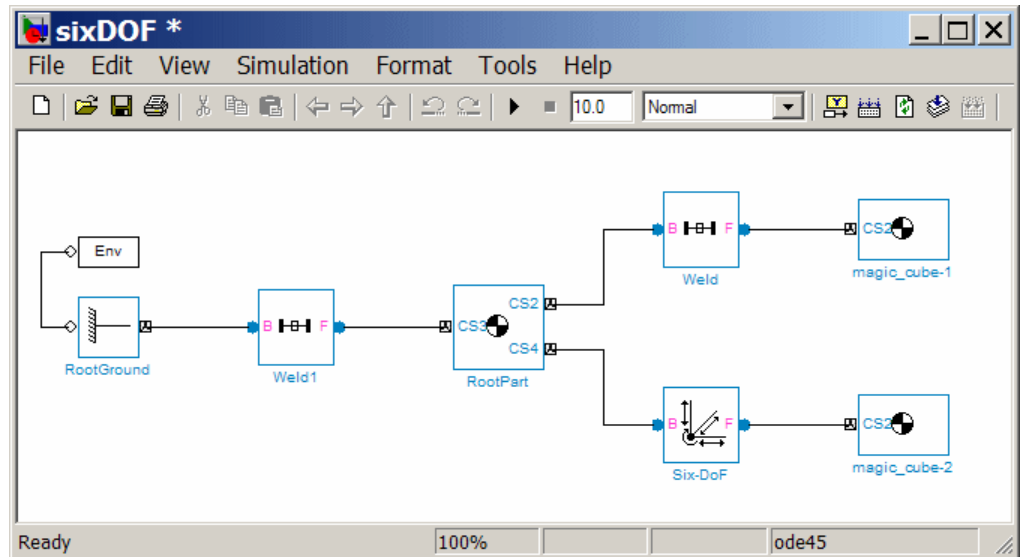 sixDOF *
File Edit View Simulation Format Tools Help
10.0 Normal
Env
RootGround
B F
Weld1
CS3
CS2
CS4
RootPart
B F
Weld
CS2
magic_cube-1
B F
Six-DoF
CS2
magic_cube-2
Ready 100% ode45